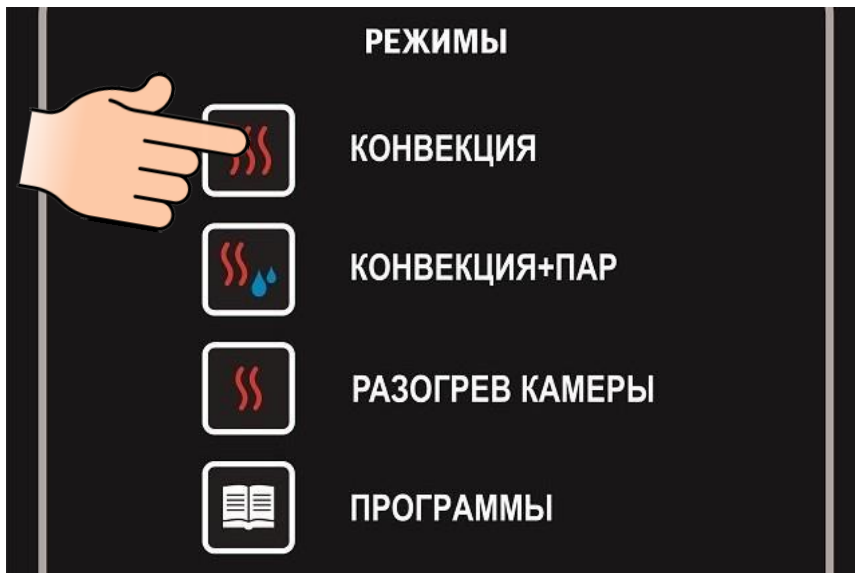 РЕЖИМЫ
КОНВЕКЦИЯ
КОНВЕКЦИЯ+ПАР
РАЗОГРЕВ КАМЕРЫ
ПРОГРАММЫ